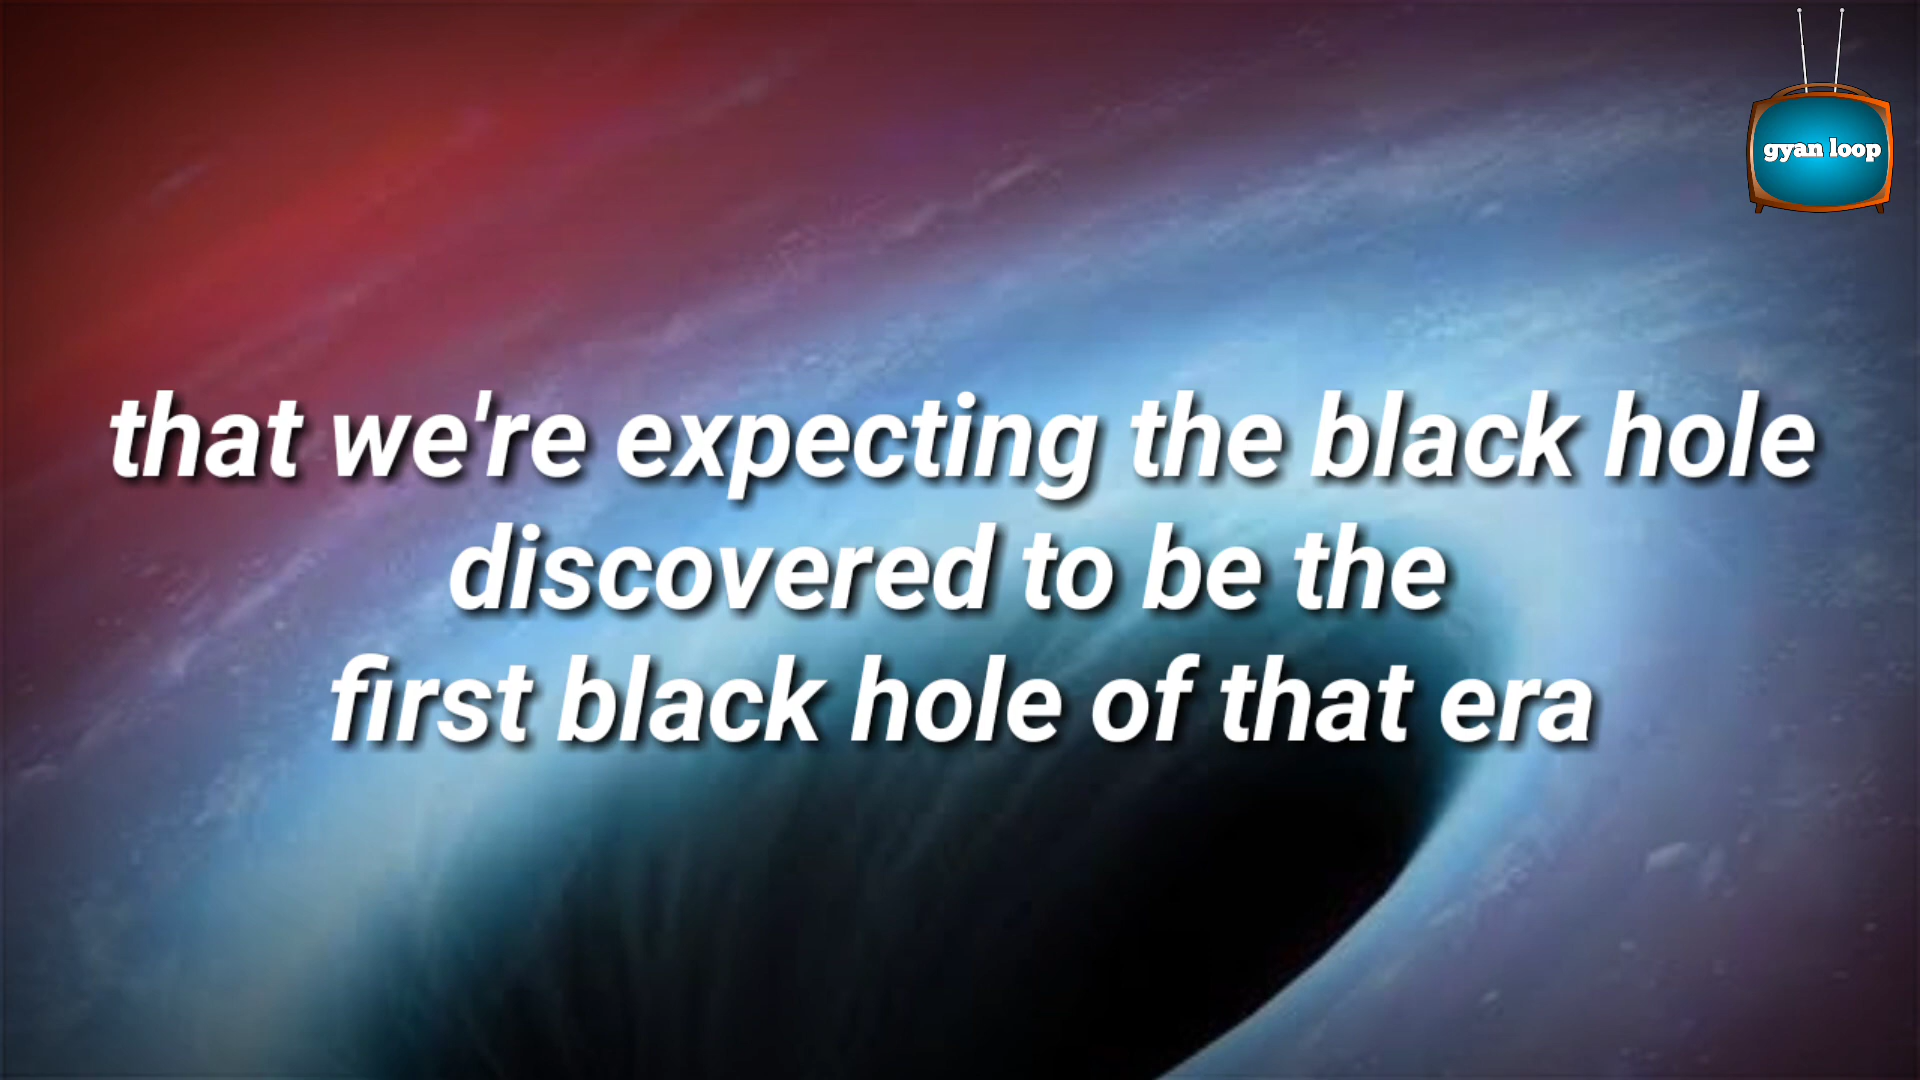 gyan loop
that we're expecting the black hole
discovered to be the
first black hole of that era